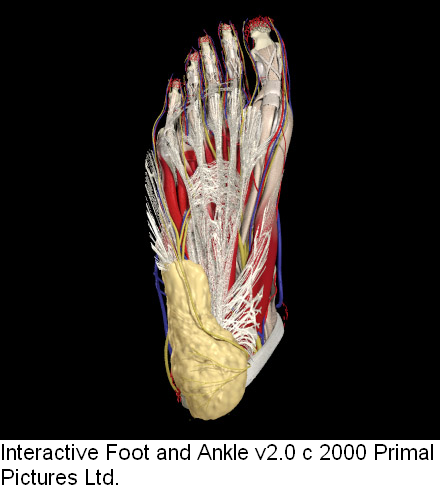 Interactive Foot and Ankle v2.0 c 2000 Primal
Pictures Ltd.